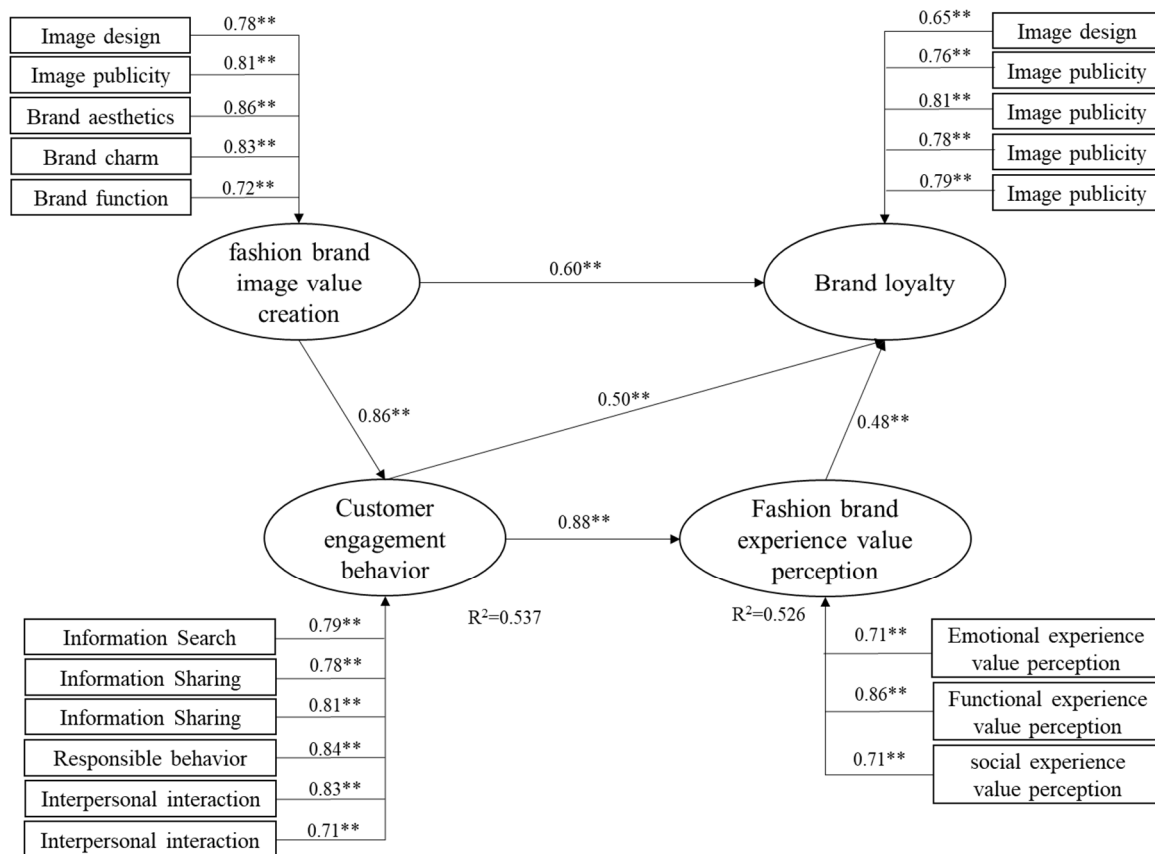 Image design
0.78**
Image publicity
0.81**
Brand aesthetics
0.86**
Brand charm
0.83**
Brand function
0.72**
0.65**
Image design
0.76**
Image publicity
0.81**
Image publicity
0.78**
Image publicity
0.79**
Image publicity
fashion brand
image value
creation
0.60**
Brand loyalty
0.86**
0.50**
0.48**
Customer
engagement
behavior
0.88**
Fashion brand
experience value
perception
R²=0.537
R²=0.526
Information Search
0.79**
Information Sharing
0.78**
Information Sharing
0.81**
Responsible behavior
0.84**
Interpersonal interaction
0.83**
Interpersonal interaction
0.71**
0.71**
Emotional experience
value perception
0.86**
Functional experience
value perception
0.71**
social experience
value perception